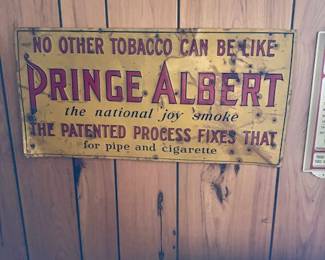 NO OTHER TOBACCO CAN BE LIKE
PRINGE ALBERT
the national joy smoke
THE PATENTED PROCESS FIXES THAT
for pipe and cigarette